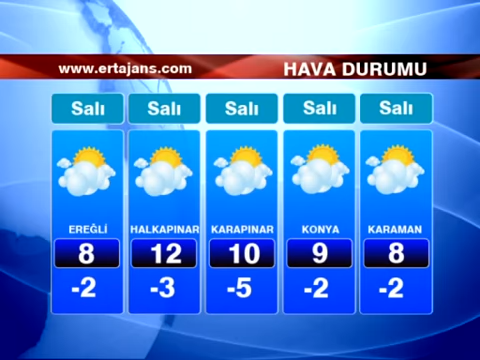 www.ertajans.com HAVA DURUMU
Salı Salı Salı Salı Salı
EREĞLİ HALKAPINAR KARAPINAR KONYA KARAMAN
8 12 10 9 8
-2 -3 -5 -2 -2